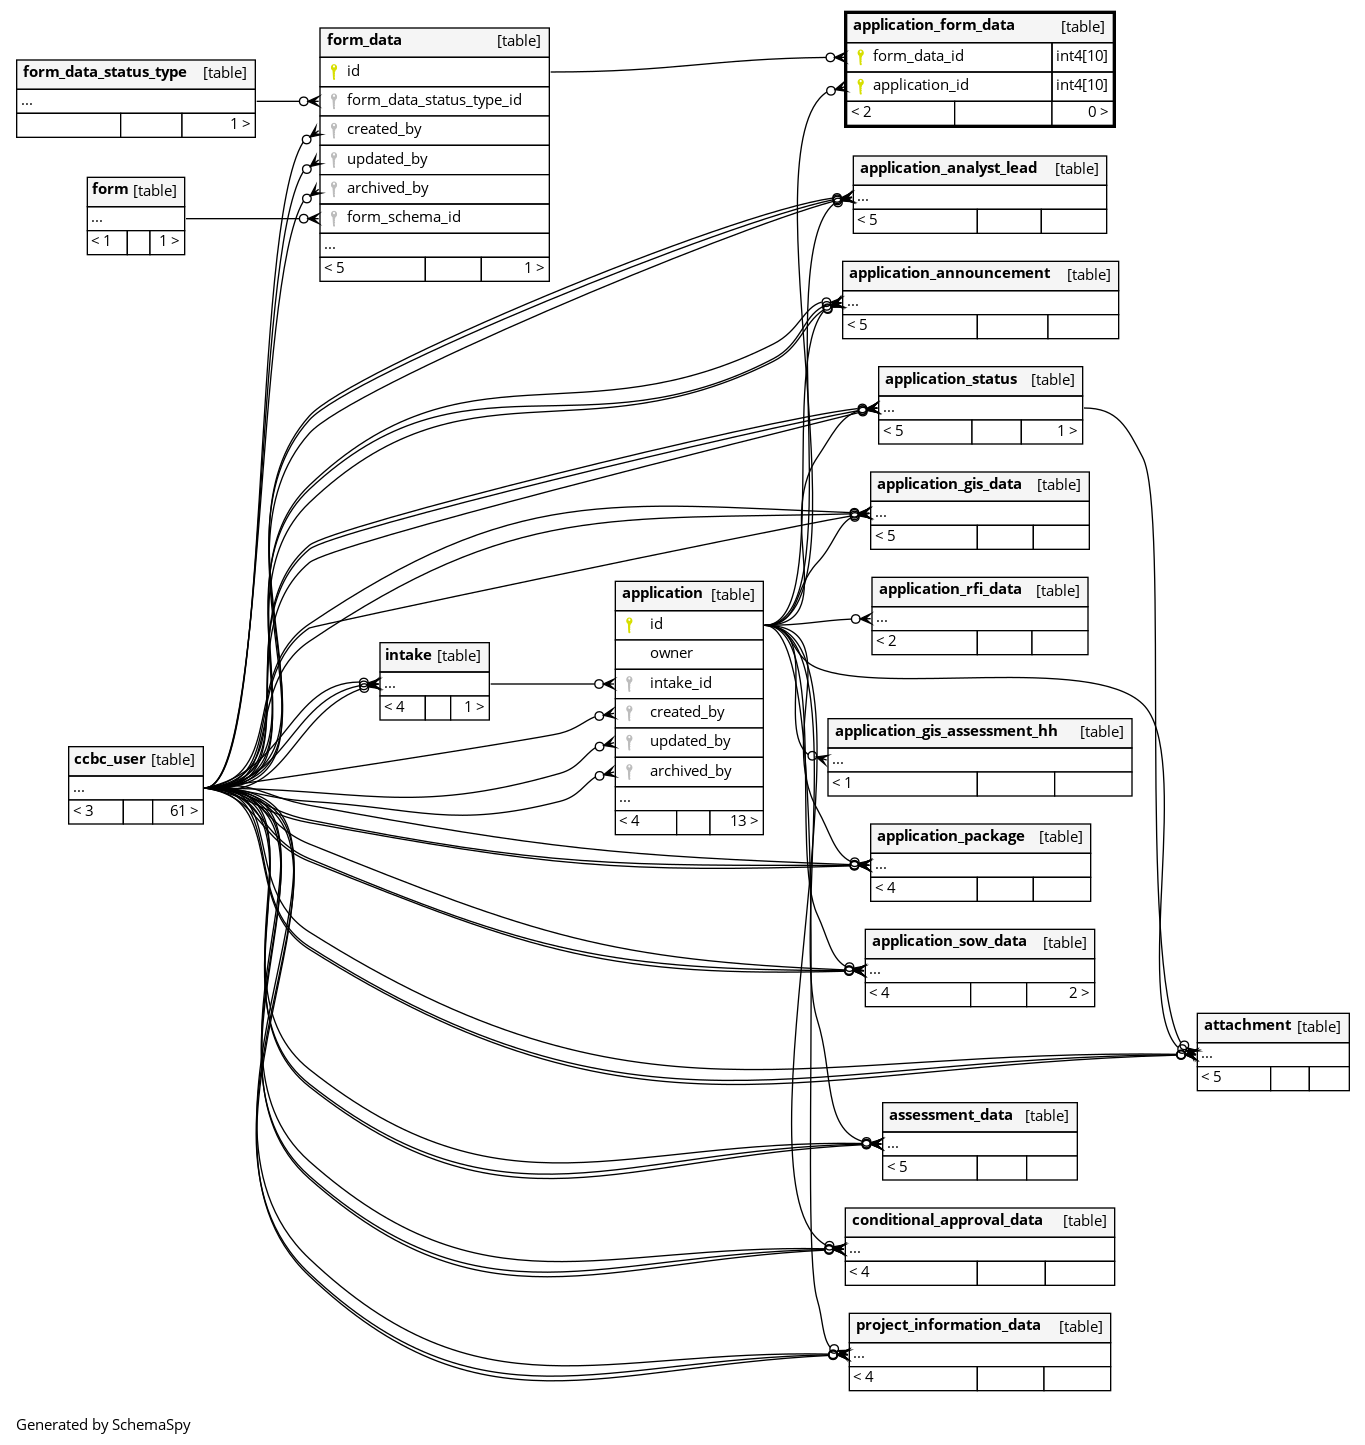 form_data_status_type [table]
...
1 >
form [table]
...
< 1 1 >
form_data [table]
id
form_data_status_type_id
created_by
updated_by
archived_by
form_schema_id
...
< 5 1 >
application_form_data [table]
form_data_id int4[10]
application_id int4[10]
< 2 0 >
application_analyst_lead [table]
...
< 5
application_announcement [table]
...
< 5
application_status [table]
...
< 5 1 >
application_gis_data [table]
...
< 5
application_rfi_data [table]
...
< 2
application [table]
id
owner
intake_id
created_by
updated_by
archived_by
...
< 4 13 >
intake [table]
...
< 4 1 >
ccbc_user [table]
...
< 3 61 >
application_gis_assessment_hh [table]
...
< 1
application_package [table]
...
< 4
application_sow_data [table]
...
< 4 2 >
attachment [table]
...
< 5
assessment_data [table]
...
< 5
conditional_approval_data [table]
...
< 4
project_information_data [table]
...
< 4
Generated by SchemaSpy